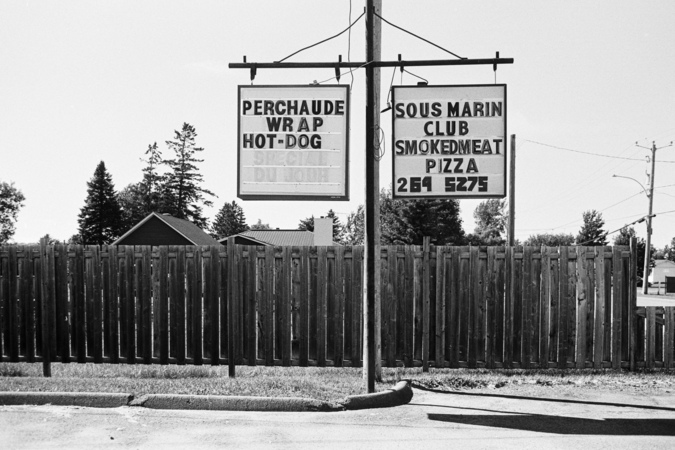 PERCHAUDE
WRAP
HOT-DOG
SPECIAL
DU JOUR
SOUS MARIN
CLUB
SMOKEDMEAT
PIZZA
264 5275